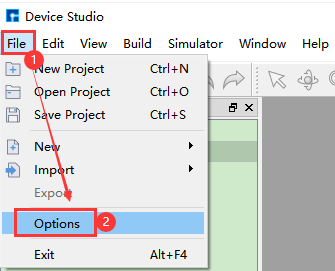 Device Studio
File Edit View Build Simulator Window Help
1
New Project Ctrl+N
Open Project Ctrl+O
Save Project Ctrl+S
New
Import
Export
Options 2
Exit Alt+F4